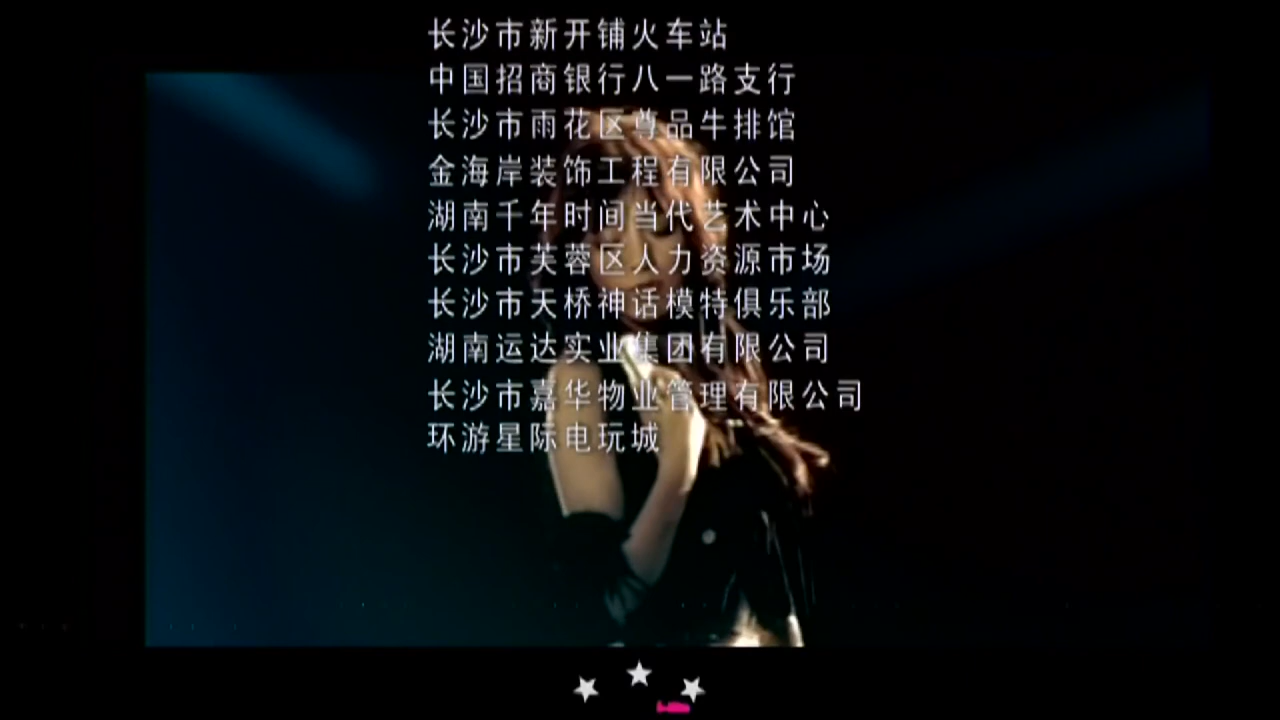 长沙市新开铺火车站
中国招商银行八一路支行
长沙市雨花区尊品牛排馆
金海岸装饰工程有限公司
湖南千年时间当代艺术中心
长沙市芙蓉区人力资源市场
长沙市天桥神话模特俱乐部
湖南运达实业集团有限公司
长沙市嘉华物业管理有限公司
环游星际电玩城